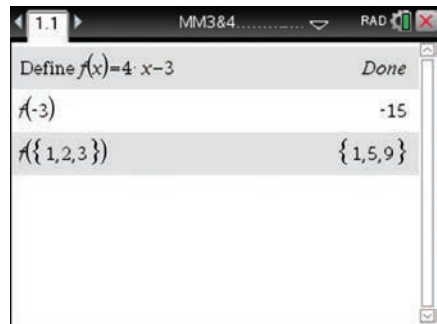 1.1 MM3&4............ RAD
Define f(x)=4· x−3 Done
f(-3) -15
f({ 1,2,3 }) { 1,5,9 }